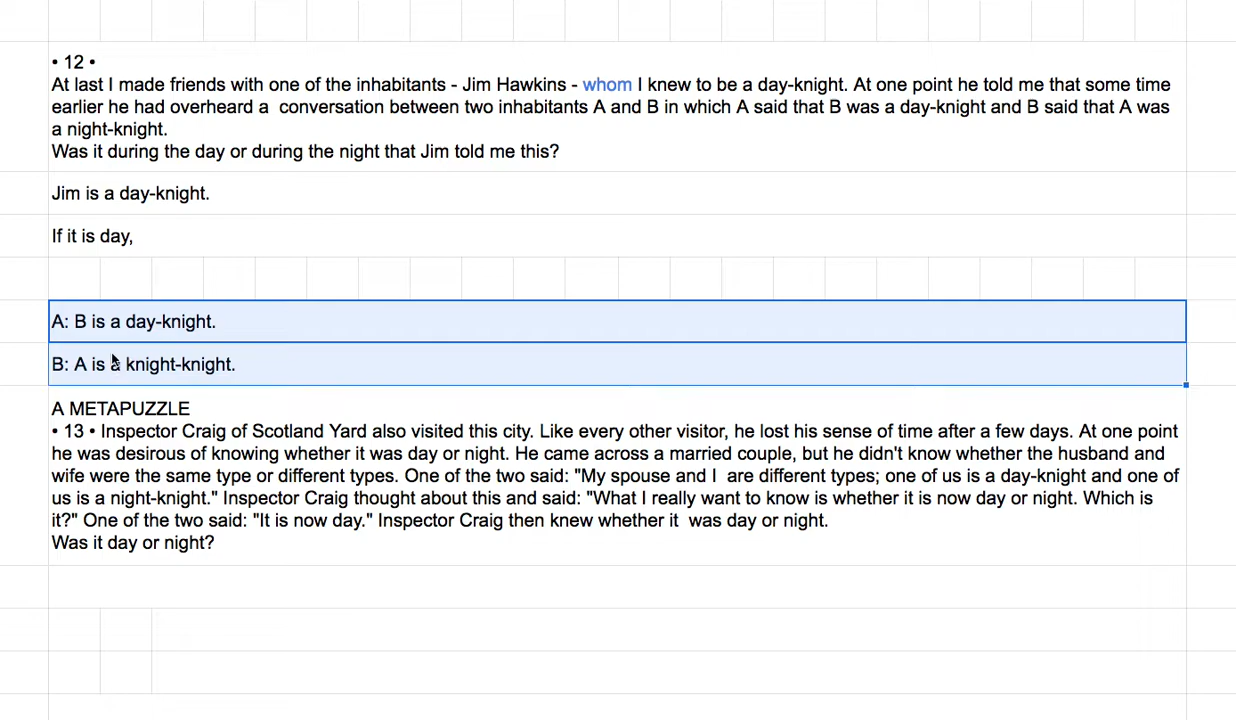 • 12 •
At last I made friends with one of the inhabitants - Jim Hawkins - whom I knew to be a day-knight. At one point he told me that some time
earlier he had overheard a conversation between two inhabitants A and B in which A said that B was a day-knight and B said that A was
a night-knight.
Was it during the day or during the night that Jim told me this?
Jim is a day-knight.
If it is day,
A: B is a day-knight.
B: A is a knight-knight.
A METAPUZZLE
• 13 • Inspector Craig of Scotland Yard also visited this city. Like every other visitor, he lost his sense of time after a few days. At one point
he was desirous of knowing whether it was day or night. He came across a married couple, but he didn't know whether the husband and
wife were the same type or different types. One of the two said: "My spouse and I are different types; one of us is a day-knight and one of
us is a night-knight." Inspector Craig thought about this and said: "What I really want to know is whether it is now day or night. Which is
it?" One of the two said: "It is now day." Inspector Craig then knew whether it was day or night.
Was it day or night?